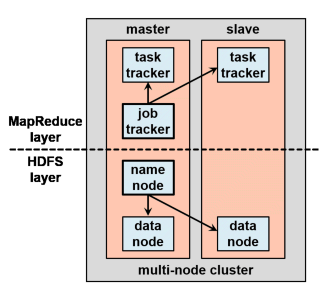 master
slave
task
tracker
task
tracker
job
tracker
MapReduce
layer
HDFS
layer
name
node
data
node
data
node
multi-node cluster